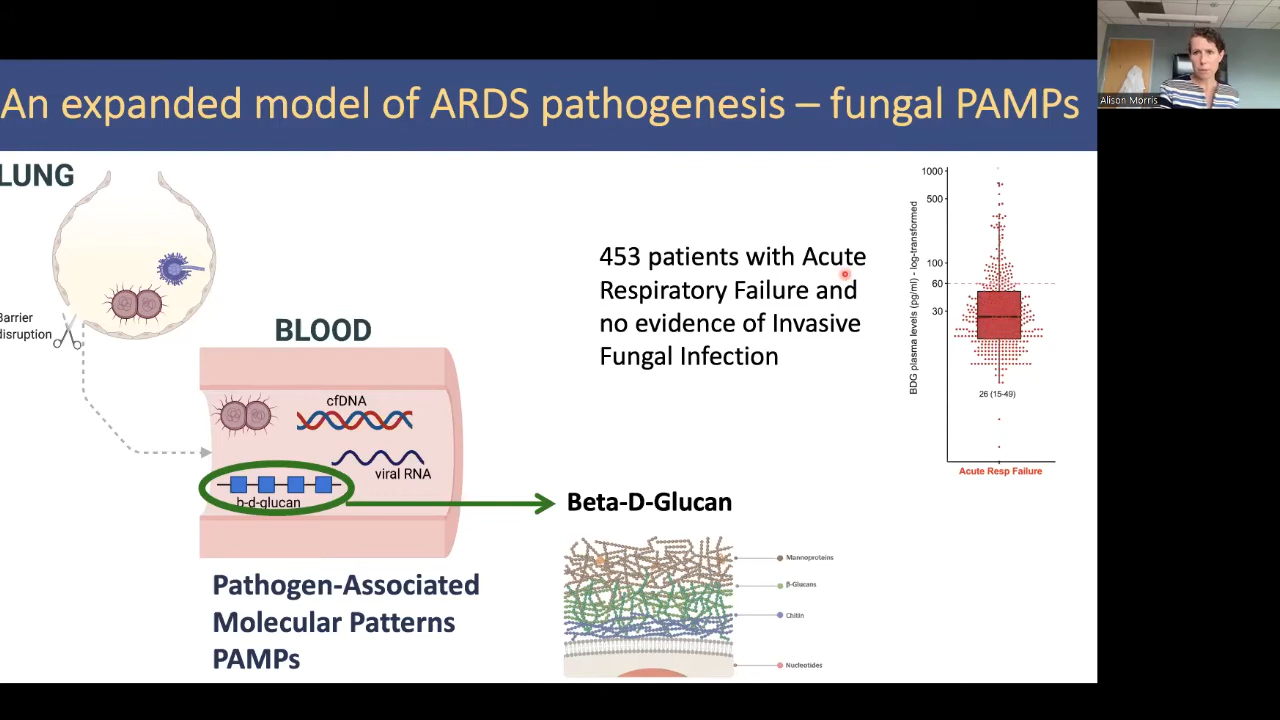 An expanded model of ARDS pathogenesis – fungal PAMPs
Alison Morris
LUNG
Barrier
disruption
BLOOD
cfDNA
viral RNA
b-d-glucan
Pathogen-Associated
Molecular Patterns
PAMPs
453 patients with Acute
Respiratory Failure and
no evidence of Invasive
Fungal Infection
Beta-D-Glucan
Mannoproteins
β-Glucans
Chitin
Nucleotides
BDG plasma levels (pg/ml) - log-transformed
1000
500
100
60
30
26 (15-49)
Acute Resp Failure